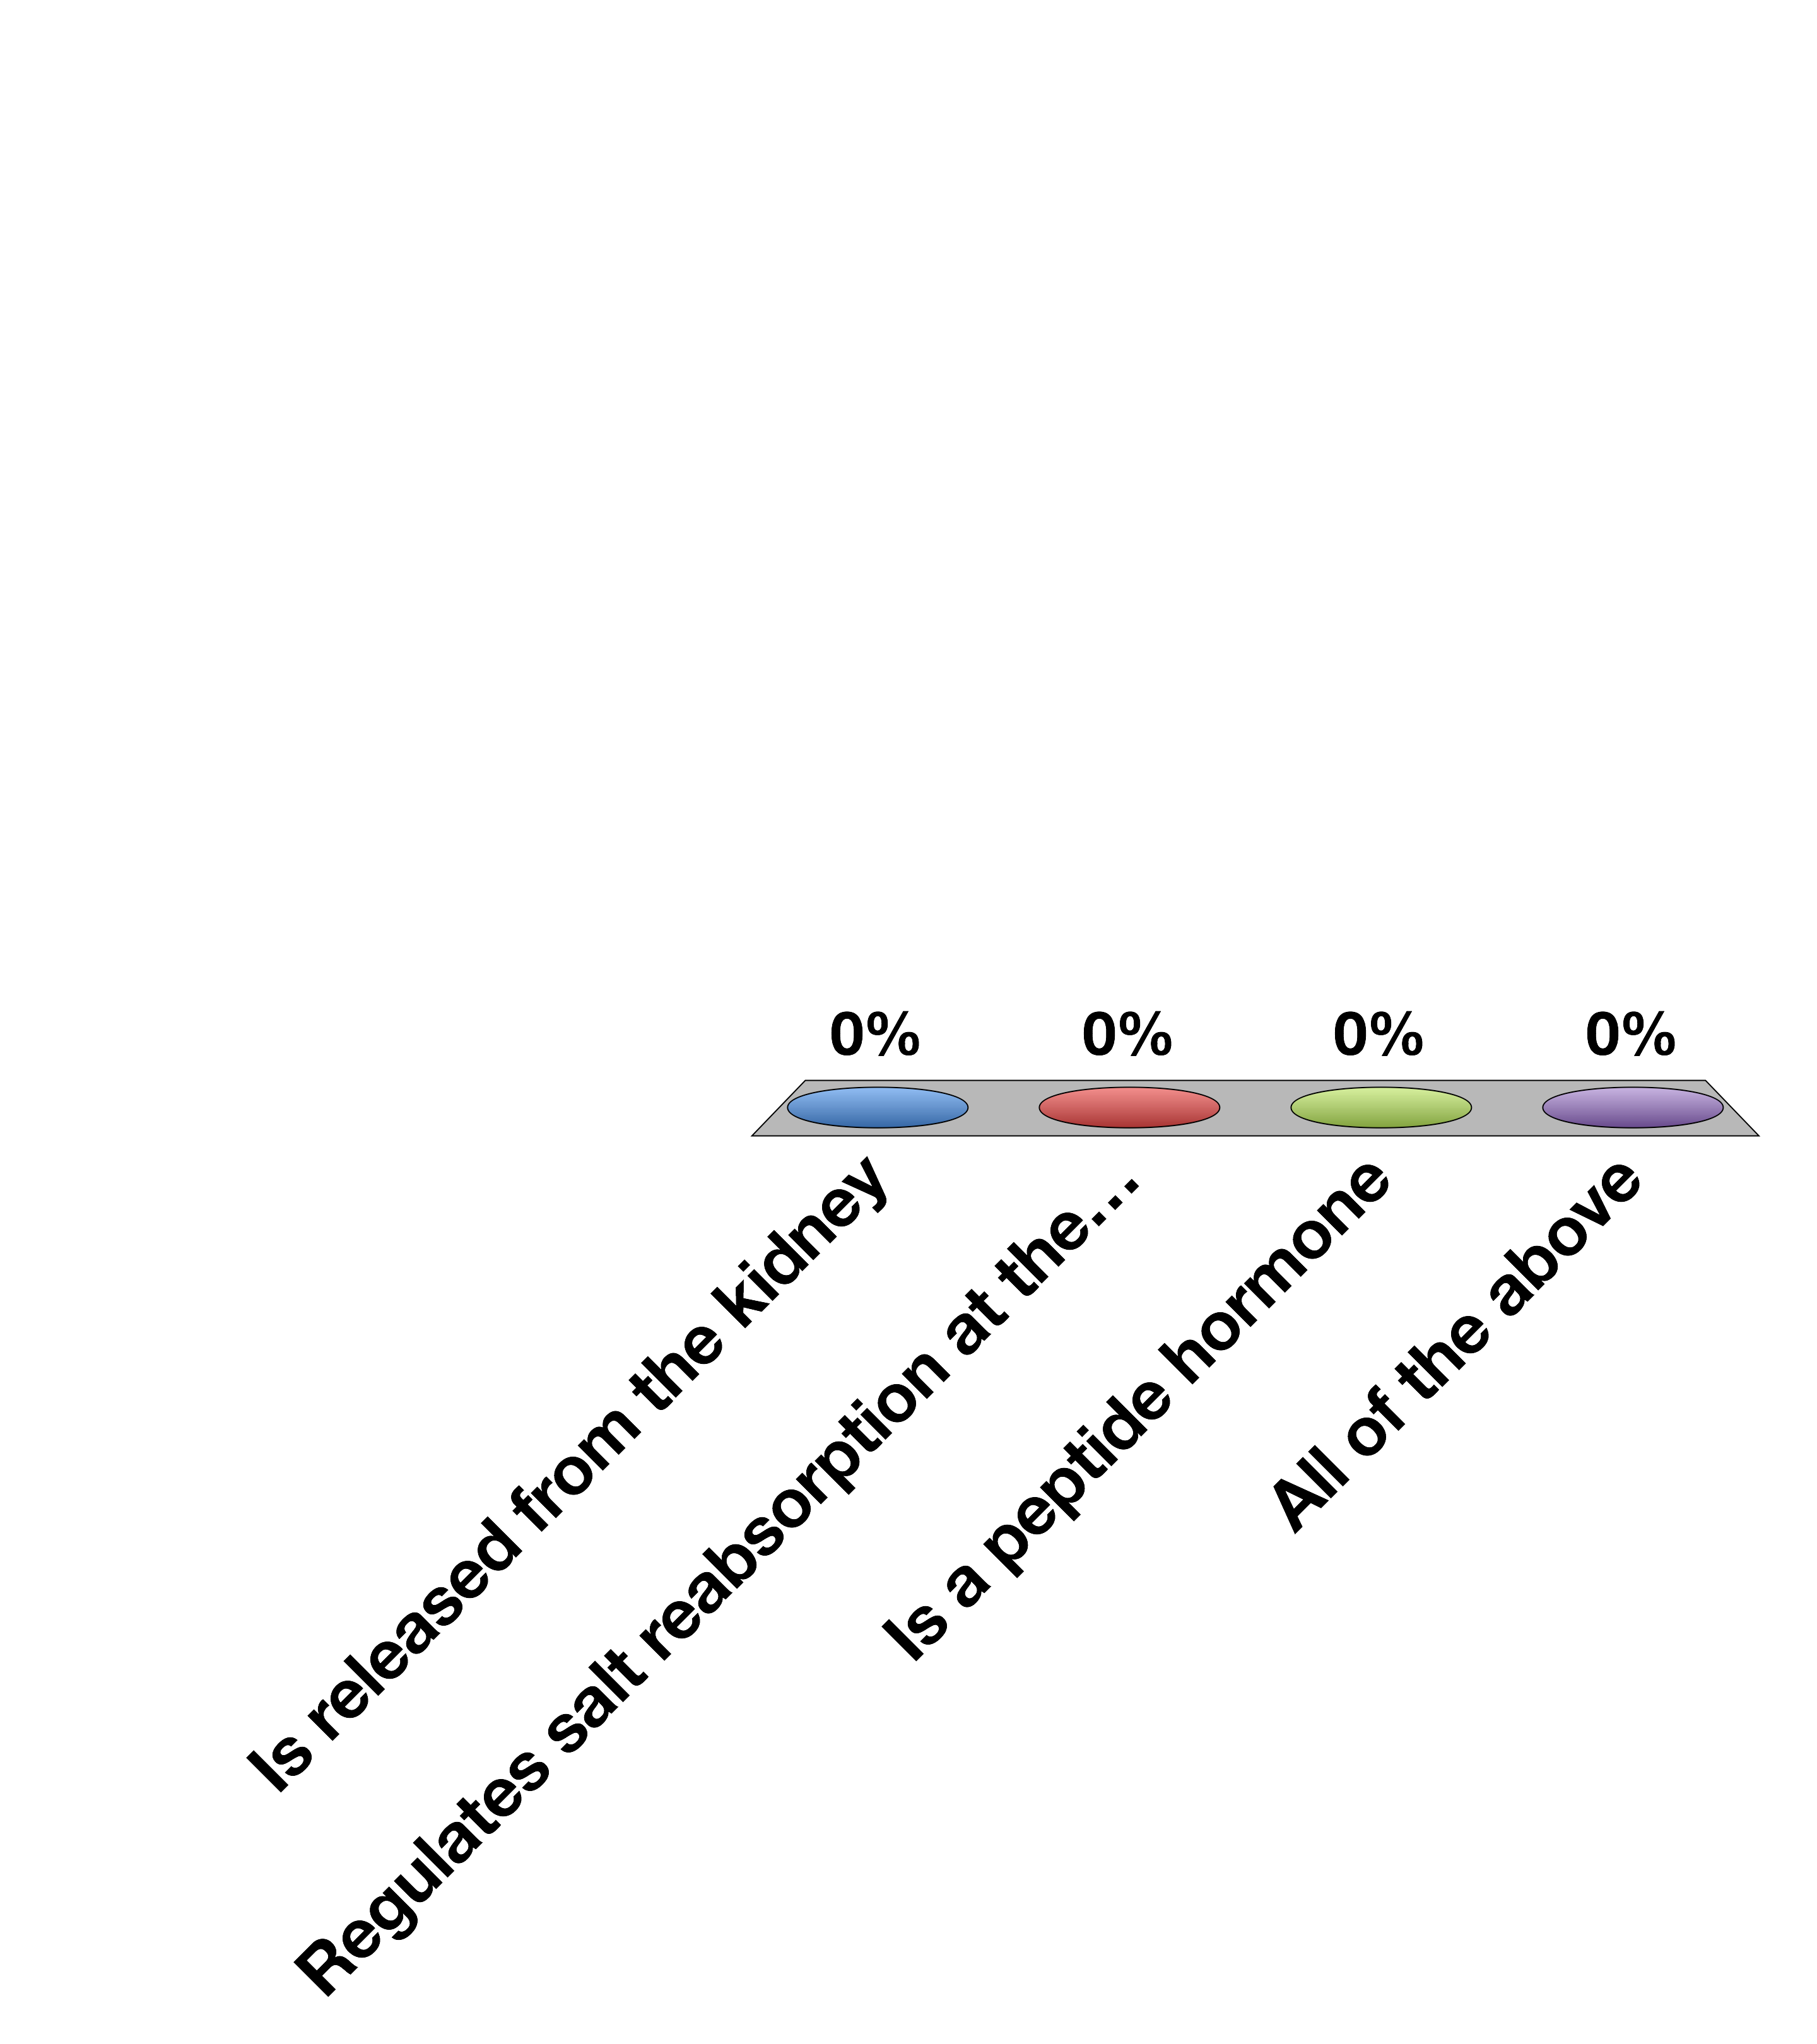 0%
0%
0%
0%
Is released from the kidney
Regulates salt reabsorption at the...
Is a peptide hormone
All of the above